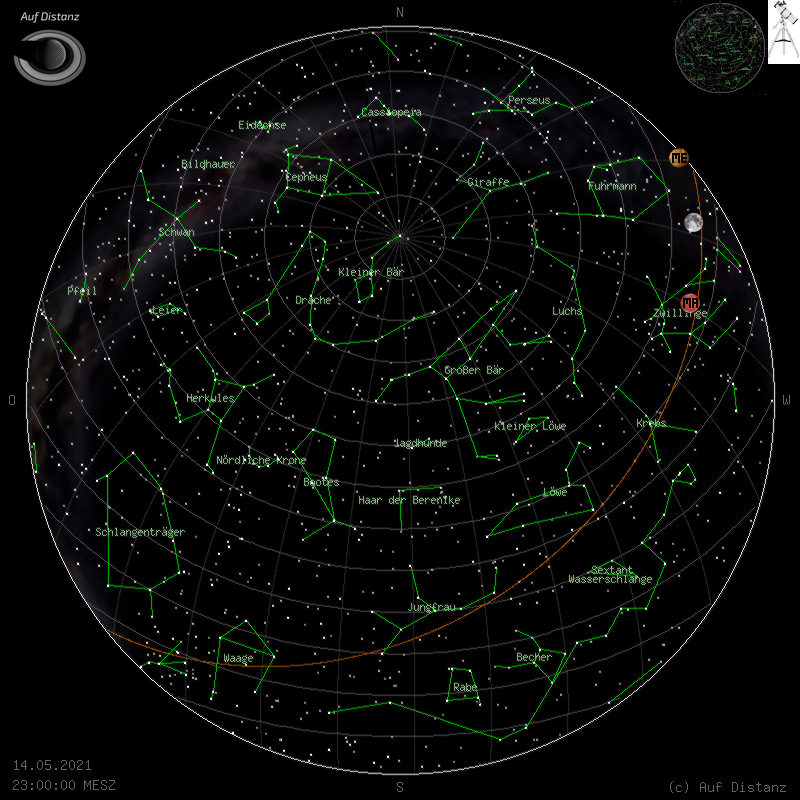 Auf Distanz
N
Perseus
Cassiopera
Eidechse
Bildhauer
Cepheus
ME
Giraffe
Fuhrmann
Schwan
Kleiner Bär
Pfeil
Drache
MA
Leier
Luchs
Zwillinge
Großer Bär
O
Herkules
W
Kleiner Löwe
Krebs
Jagdhunde
Nördliche Krone
Bootes
Haar der Berenike
Löwe
Schlangenträger
Sextant
Wasserschlange
Jungfrau
Waage
Becher
Rabe
14.05.2021
23:00:00 MESZ
S
(c) Auf Distanz